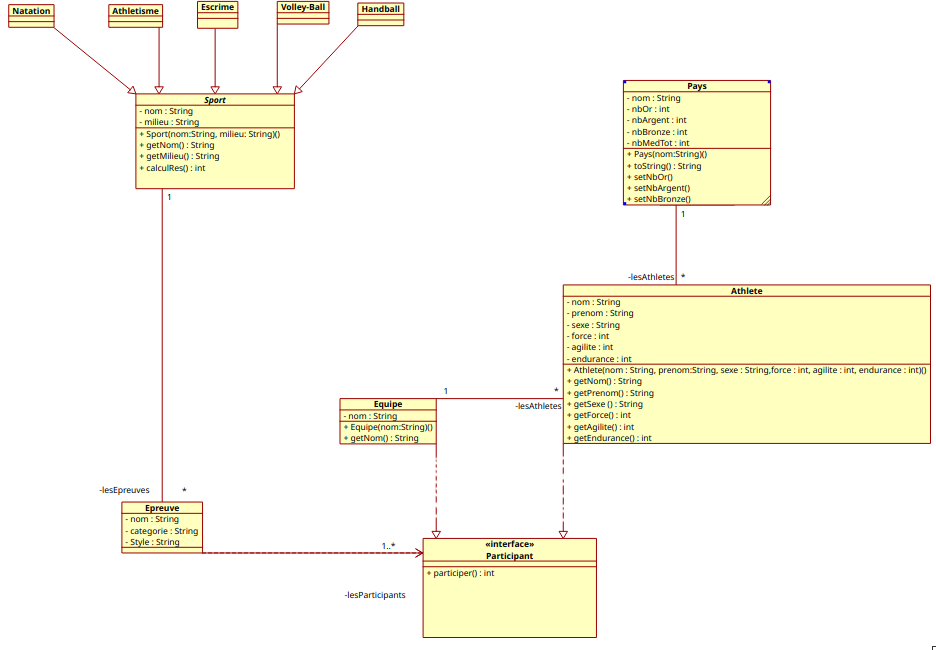 Natation
Athletisme
Escrime
Volley-Ball
Handball
Sport
- nom : String
- milieu : String
+ Sport(nom:String, milieu: String)()
+ getNom() : String
+ getMilieu() : String
+ calculRes() : int
1
Pays
- nom : String
- nbOr : int
- nbArgent : int
- nbBronze : int
- nbMedTot : int
+ Pays(nom:String)()
+ toString() : String
+ setNbOr()
+ setNbArgent()
+ setNbBronze()
1
-lesAthletes *
Athlete
- nom : String
- prenom : String
- sexe : String
- force : int
- agilite : int
- endurance : int
+ Athlete(nom : String, prenom:String, sexe : String,force : int, agilite : int, endurance : int)()
+ getNom() : String
+ getPrenom() : String
+ getSexe () : String
+ getForce() : int
+ getAgilite() : int
+ getEndurance() : int
1 *
-lesAthletes
Equipe
- nom : String
+ Equipe(nom:String)()
+ getNom() : String
-lesEpreuves *
Epreuve
- nom : String
- categorie : String
- Style : String
1..*
-lesParticipants
«interface»
Participant
+ participer() : int